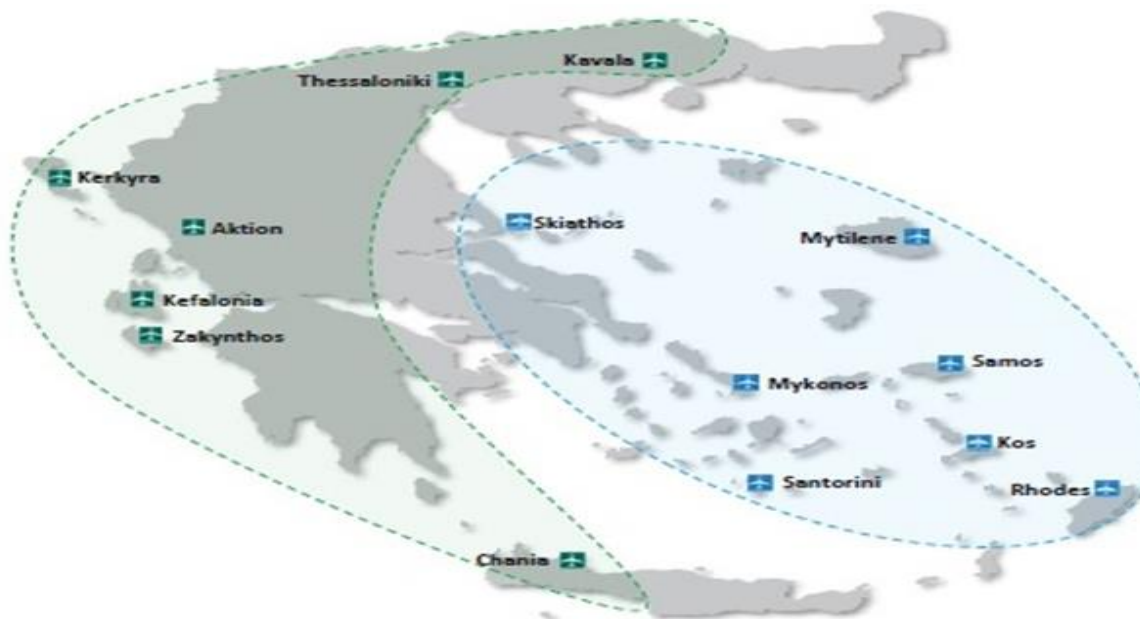 Kavala
Thessaloniki
Kerkyra
Aktion
Skiathos
Mytilene
Kefalonia
Zakynthos
Samos
Mykonos
Kos
Santorini
Rhodes
Chania